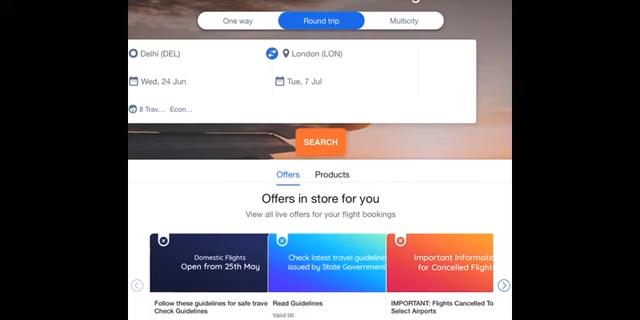 One way Round trip Multicity
Delhi (DEL) London (LON)
Wed, 24 Jun Tue, 7 Jul
8 Trav... Econ...
SEARCH
Offers Products
Offers in store for you
View all live offers for your flight bookings
Domestic Flights
Open from 25th May
Check latest travel guideline
issued by State Government
Important Informati
for Cancelled Flight
Follow these guidelines for safe trave
Check Guidelines
Read Guidelines
Valid till:
IMPORTANT: Flights Cancelled To
Select Airports